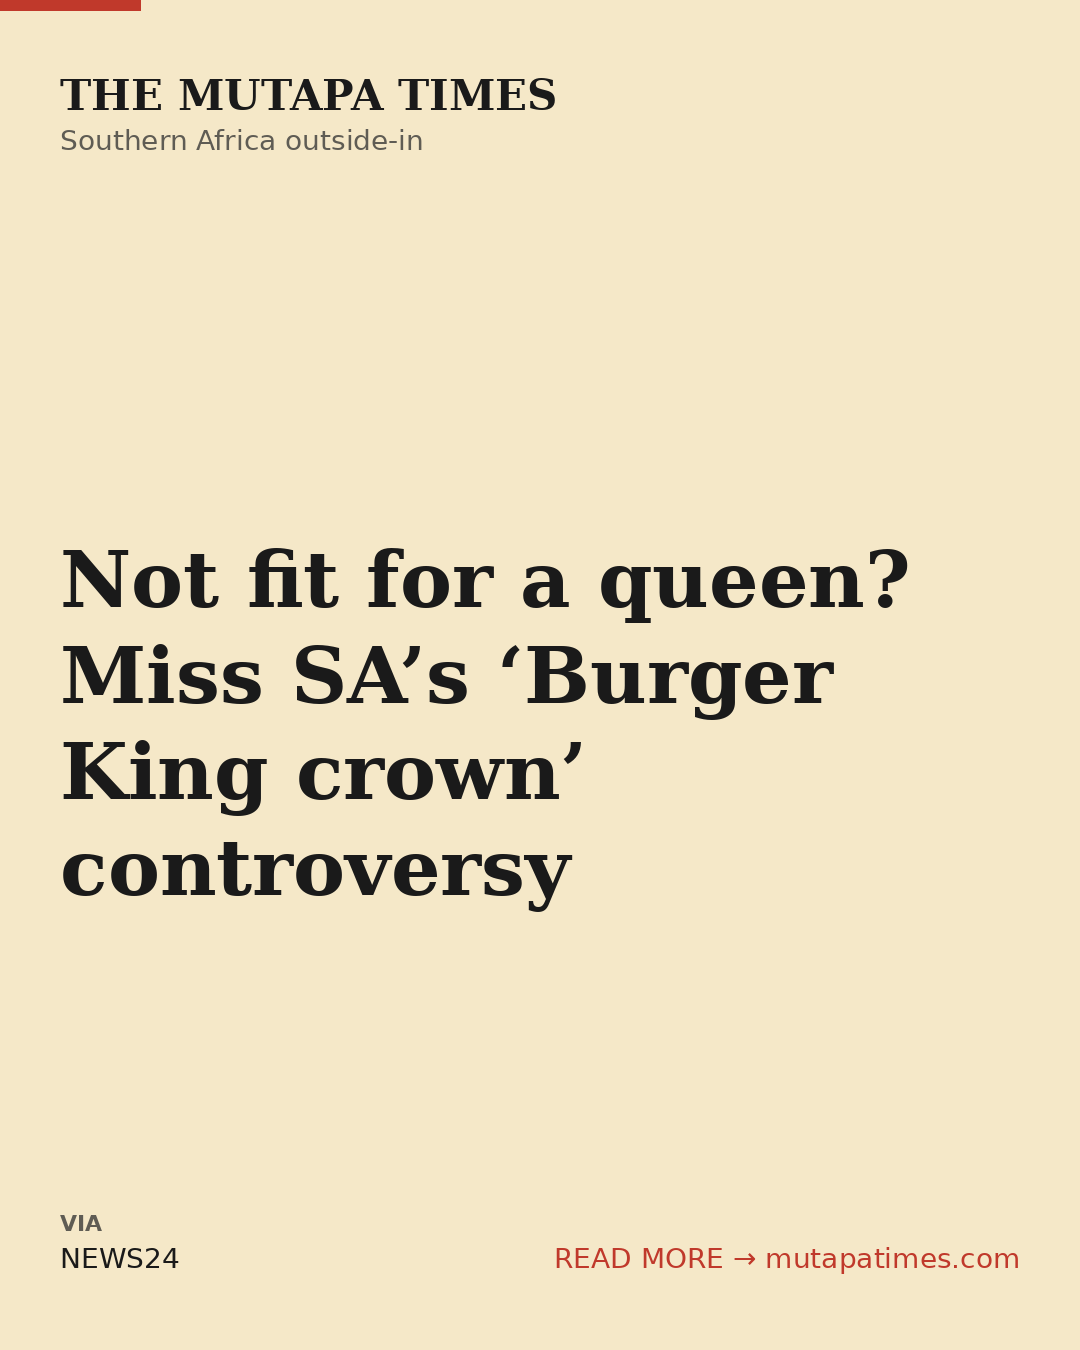 THE MUTAPA TIMES
Southern Africa outside-in
Not fit for a queen?
Miss SA’s ‘Burger
King crown’
controversy
VIA
NEWS24
READ MORE → mutapatimes.com